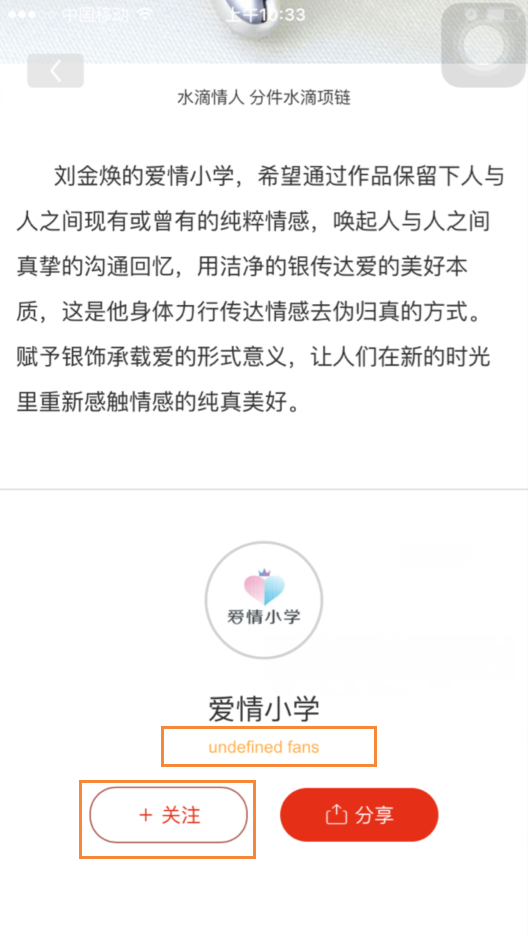 中国移动
上午10:33
水滴情人 分件水滴项链
刘金焕的爱情小学，希望通过作品保留下人与
人之间现有或曾有的纯粹情感，唤起人与人之间
真挚的沟通回忆，用洁净的银传达爱的美好本
质，这是他身体力行传达情感去伪归真的方式。
赋予银饰承载爱的形式意义，让人们在新的时光
里重新感触情感的纯真美好。
爱情小学
爱情小学
undefined fans
+ 关注
分享